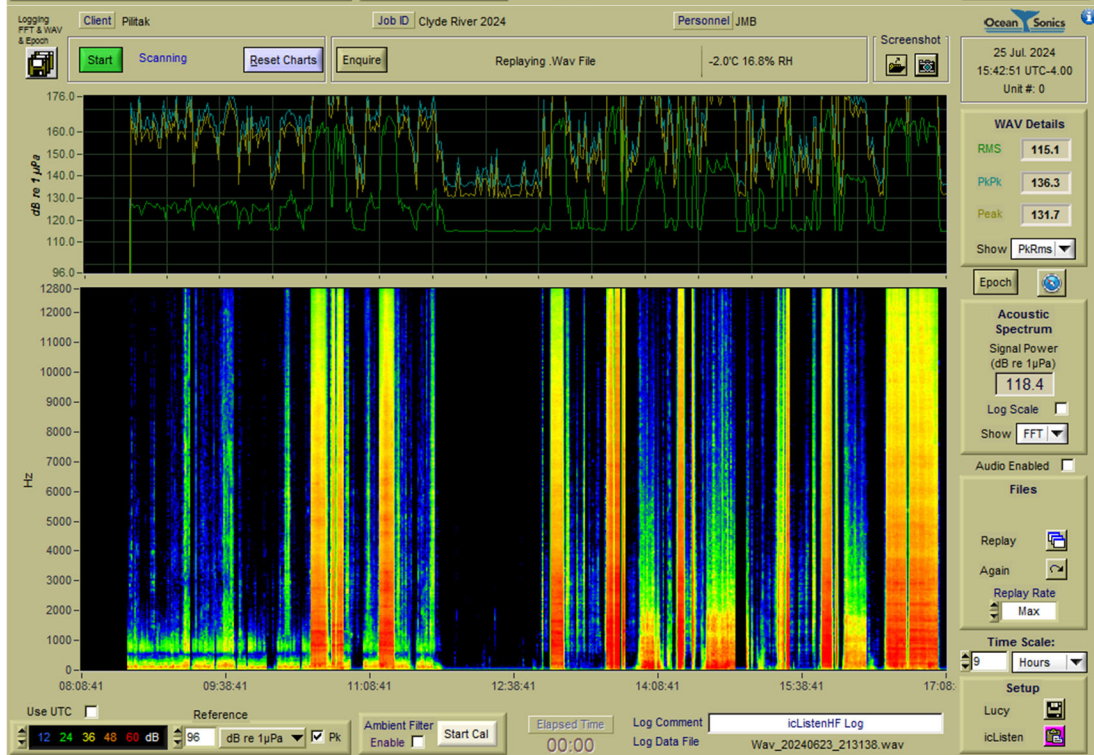 Logging
FFT & WAV
& Epoch
Client Pilitak
Job ID Clyde River 2024
Personnel JMB
Ocean Sonics
Start Scanning Reset Charts
Enquire Replaying .Wav File -2.0'C 16.8% RH
Screenshot
25 Jul. 2024
15:42:51 UTC-4.00
Unit #: 0
176.0
160.0
150.0
140.0
130.0
120.0
110.0
96.0
dB re 1 µPa
WAV Details
RMS 115.1
PkPk 136.3
Peak 131.7
Show PkRms
Epoch
12800
12000
11000
10000
9000
8000
7000
6000
5000
4000
3000
2000
1000
0
Hz
08:08:41 09:38:41 11:08:41 12:38:41 14:08:41 15:38:41 17:08:
Acoustic
Spectrum
Signal Power
(dB re 1µPa)
118.4
Log Scale
Show FFT
Audio Enabled
Files
Replay
Again
Replay Rate
Max
Time Scale:
9 Hours
Setup
Lucy
icListen
Use UTC
Reference
12 24 36 48 60 dB 96 dB re 1µPa Pk
Ambient Filter
Enable
Start Cal
Elapsed Time
00:00
Log Comment icListenHF Log
Log Data File Wav_20240623_213138.wav